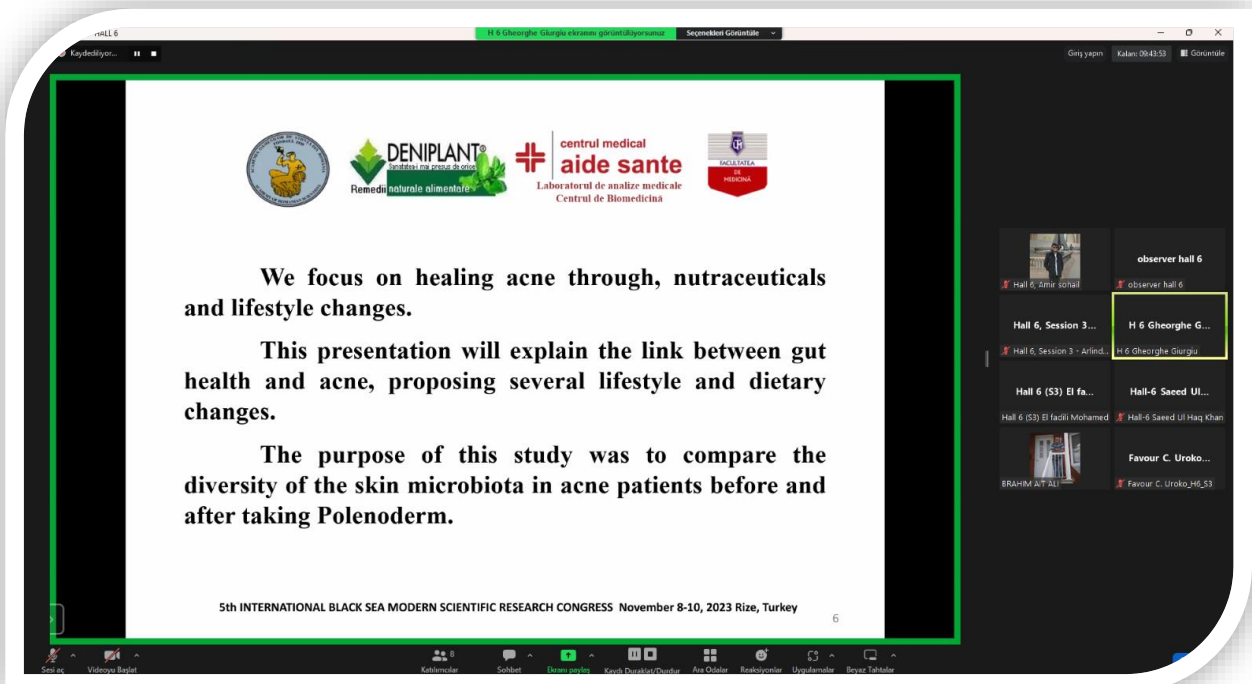 HALL 6
H 6 Gheorghe Giurgiu ekranını görüntülüyorsunuz
Seçenekleri Görüntüle
Kaydediliyor...
Giriş yapın
Kalan: 09:43:53
Görüntüle
DENIPLANT®
Sanatatea-i mai presus de orice
Remedii naturale alimentare
centrul medical
aide sante
Laboratorul de analize medicale
Centrul de Biomedicină
FACULTATEA
DE
MEDICINĂ
We focus on healing acne through, nutraceuticals
and lifestyle changes.
This presentation will explain the link between gut
health and acne, proposing several lifestyle and dietary
changes.
The purpose of this study was to compare the
diversity of the skin microbiota in acne patients before and
after taking Polenoderm.
5th INTERNATIONAL BLACK SEA MODERN SCIENTIFIC RESEARCH CONGRESS November 8-10, 2023 Rize, Turkey
6
Hall 6, Amir sohail
observer hall 6
observer hall 6
Hall 6, Session 3...
Hall 6, Session 3 - Arlind...
H 6 Gheorghe G...
H 6 Gheorghe Giurgiu
Hall 6 (S3) El fa...
Hall 6 (S3) El fadili Mohamed
Hall-6 Saeed Ul...
Hall-6 Saeed Ul Haq Khan
BRAHIM AIT ALI
Favour C. Uroko...
Favour C. Uroko_H6_S3
Sesi aç
Videoyu Başlat
8
Katılımcılar
Sohbet
Ekranı paylaş
Kaydı Duraklat/Durdur
Ara Odalar
Reaksiyonlar
Uygulamalar
Beyaz Tahtalar